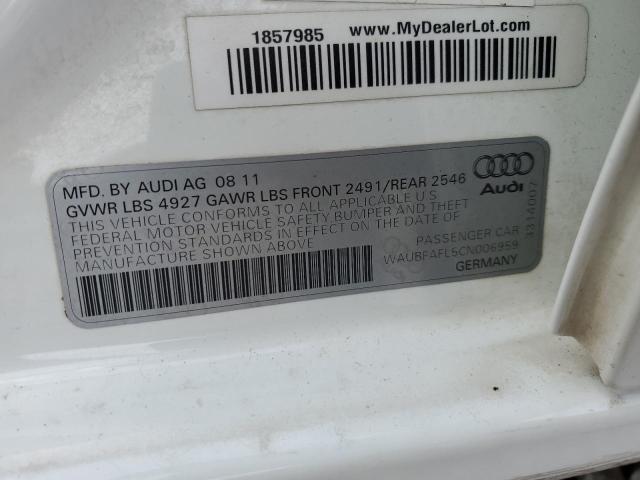 1857985 www.MyDealerLot.com
MFD. BY AUDI AG 08 11
GVWR LBS 4927 GAWR LBS FRONT 2491/REAR 2546
THIS VEHICLE CONFORMS TO ALL APPLICABLE U.S.
FEDERAL MOTOR VEHICLE SAFETY BUMPER AND THEFT
PREVENTION STANDARDS IN EFFECT ON THE DATE OF
MANUFACTURE SHOWN ABOVE
Audi
PASSENGER CAR
WAUBFAFL5CN006959
GERMANY
1314007